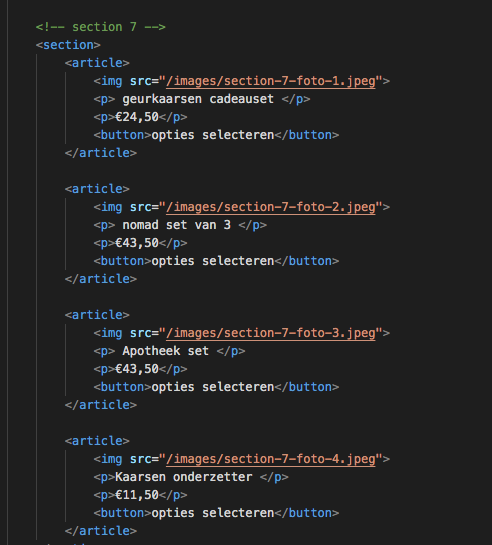 <!-- section 7 -->
<section>
<article>
<img src="/images/section-7-foto-1.jpeg">
<p> geurkaarsen cadeauset </p>
<p>€24,50</p>
<button>opties selecteren</button>
</article>
<article>
<img src="/images/section-7-foto-2.jpeg">
<p> nomad set van 3 </p>
<p>€43,50</p>
<button>opties selecteren</button>
</article>
<article>
<img src="/images/section-7-foto-3.jpeg">
<p> Apotheek set </p>
<p>€43,50</p>
<button>opties selecteren</button>
</article>
<article>
<img src="/images/section-7-foto-4.jpeg">
<p>Kaarsen onderzetter </p>
<p>€11,50</p>
<button>opties selecteren</button>
</article>